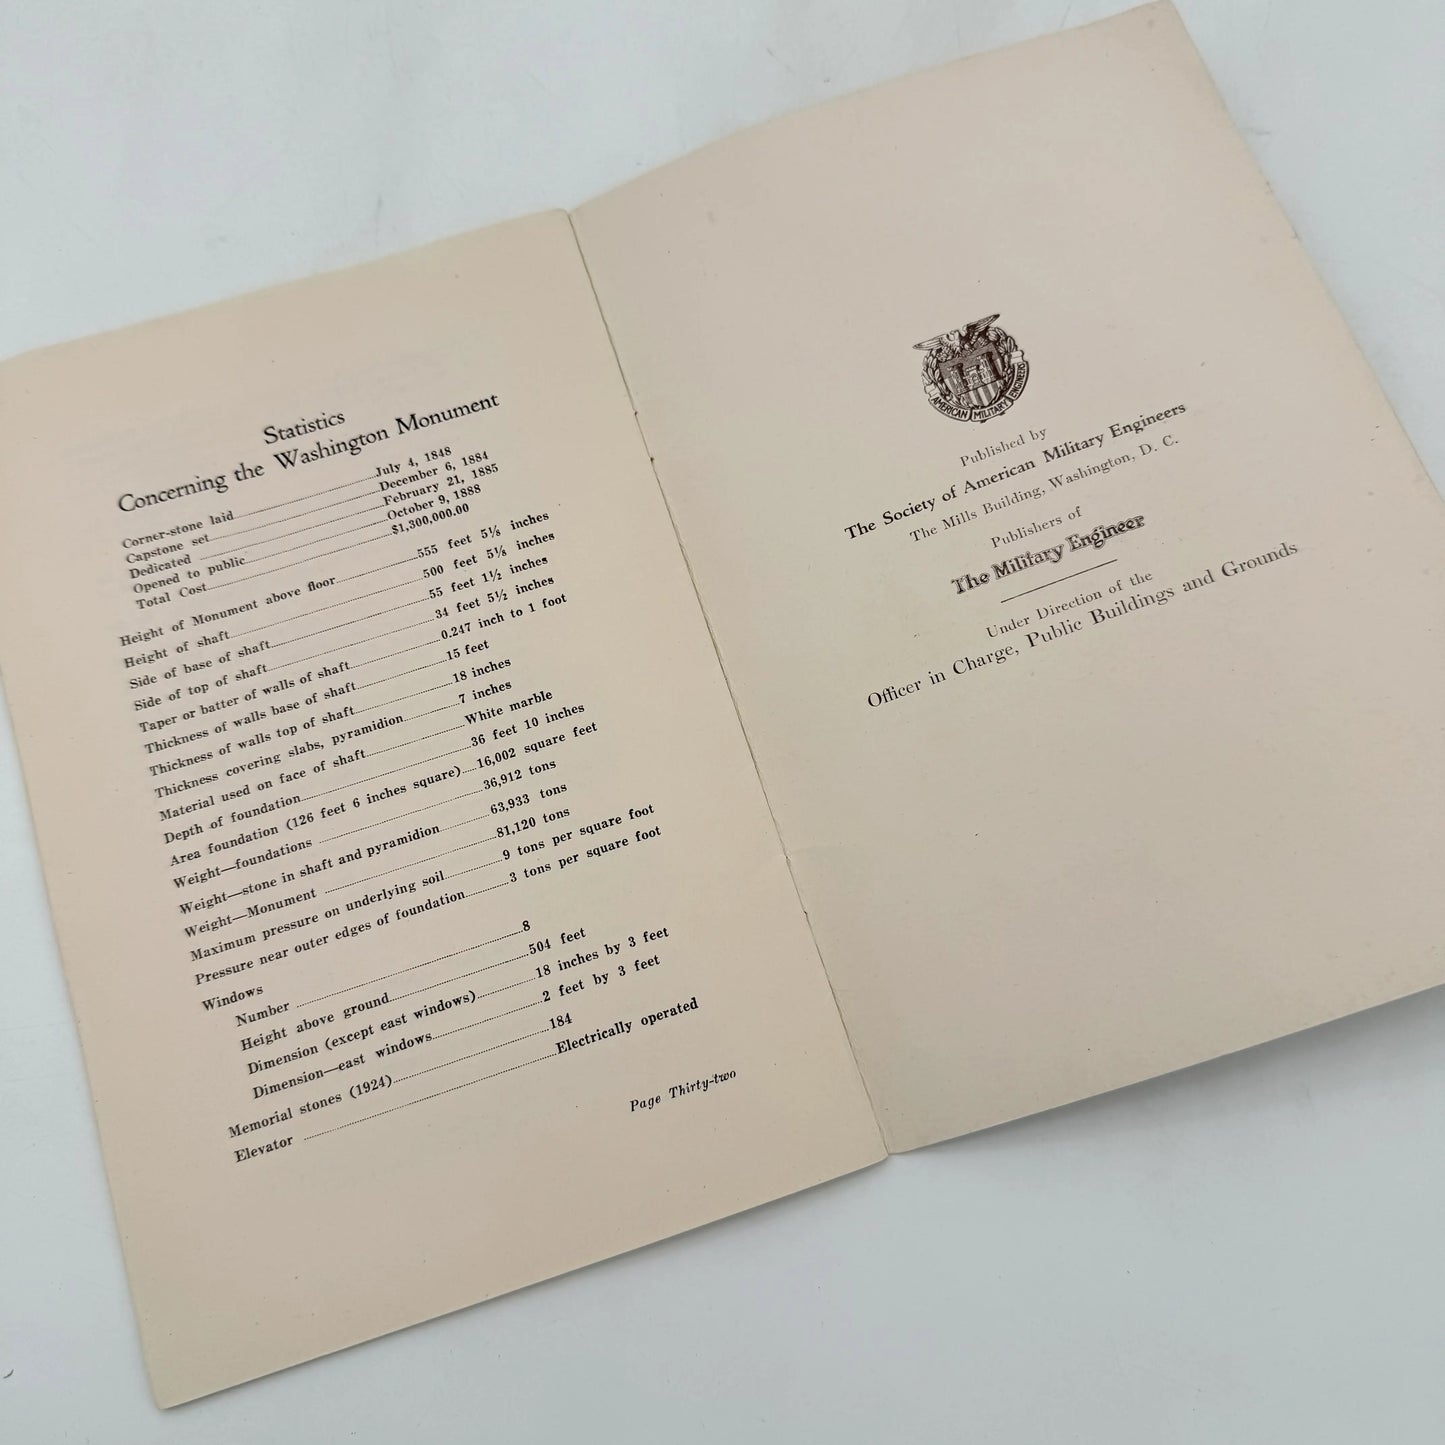 Statistics
Concerning the Washington Monument
Corner-stone laid........July 4, 1848
Capstone set........December 6, 1884
Dedicated ........February 21, 1885
Opened to public........October 9, 1888
Total Cost........$1,300,000.00
Height of Monument above floor........555 feet 5⅛ inches
Height of shaft........500 feet 5⅛ inches
Side of base of shaft........55 feet 1½ inches
Side of top of shaft........34 feet 5½ inches
Taper or batter of walls of shaft........0.247 inch to 1 foot
Thickness of walls base of shaft........15 feet
Thickness of walls top of shaft........18 inches
Thickness covering slabs, pyramidion........7 inches
Material used on face of shaft........White marble
Depth of foundation........36 feet 10 inches
Area foundation (126 feet 6 inches square)....16,002 square feet
Weight—foundations ........36,912 tons
Weight—stone in shaft and pyramidion........63,933 tons
Weight—Monument ........81,120 tons
Maximum pressure on underlying soil........9 tons per square foot
Pressure near outer edges of foundation........3 tons per square foot
Windows
Number ........8
Height above ground........504 feet
Dimension (except east windows)........18 inches by 3 feet
Dimension—east windows........2 feet by 3 feet
Memorial stones (1924)........184
Elevator ........Electrically operated
Page Thirty-two
AMERICAN MILITARY ENGINEERS
Published by
The Society of American Military Engineers
The Mills Building, Washington, D. C.
Publishers of
The Military Engineer
Under Direction of the
Officer in Charge, Public Buildings and Grounds